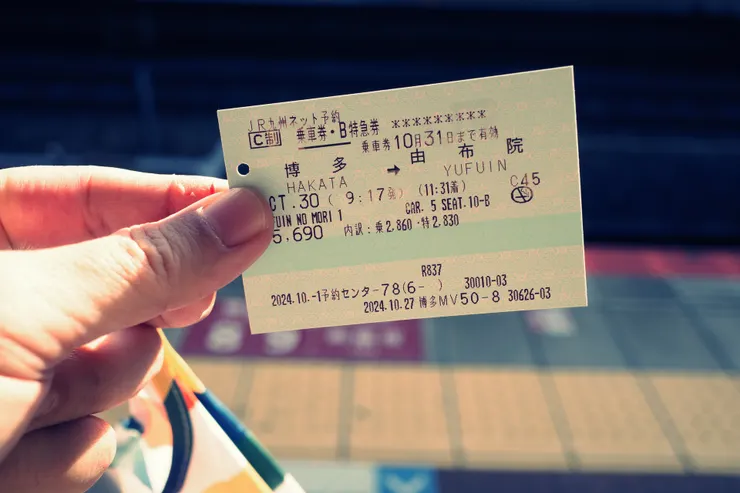 JR九州ネット予約
C制 乗車券・B特急券 *********
乗車券10月31日まで有効
博多 → 由布院
HAKATA YUFUIN
CT.30 ( 9:17発) (11:31着) C45
UIN NO MORI 1 CAR. 5 SEAT.10-B
5,690 内訳:乗2,860・特2,830
R837
2024.10.-1予約センター78(6- ) 30010-03
2024.10.27 博多MV50-8 30626-03